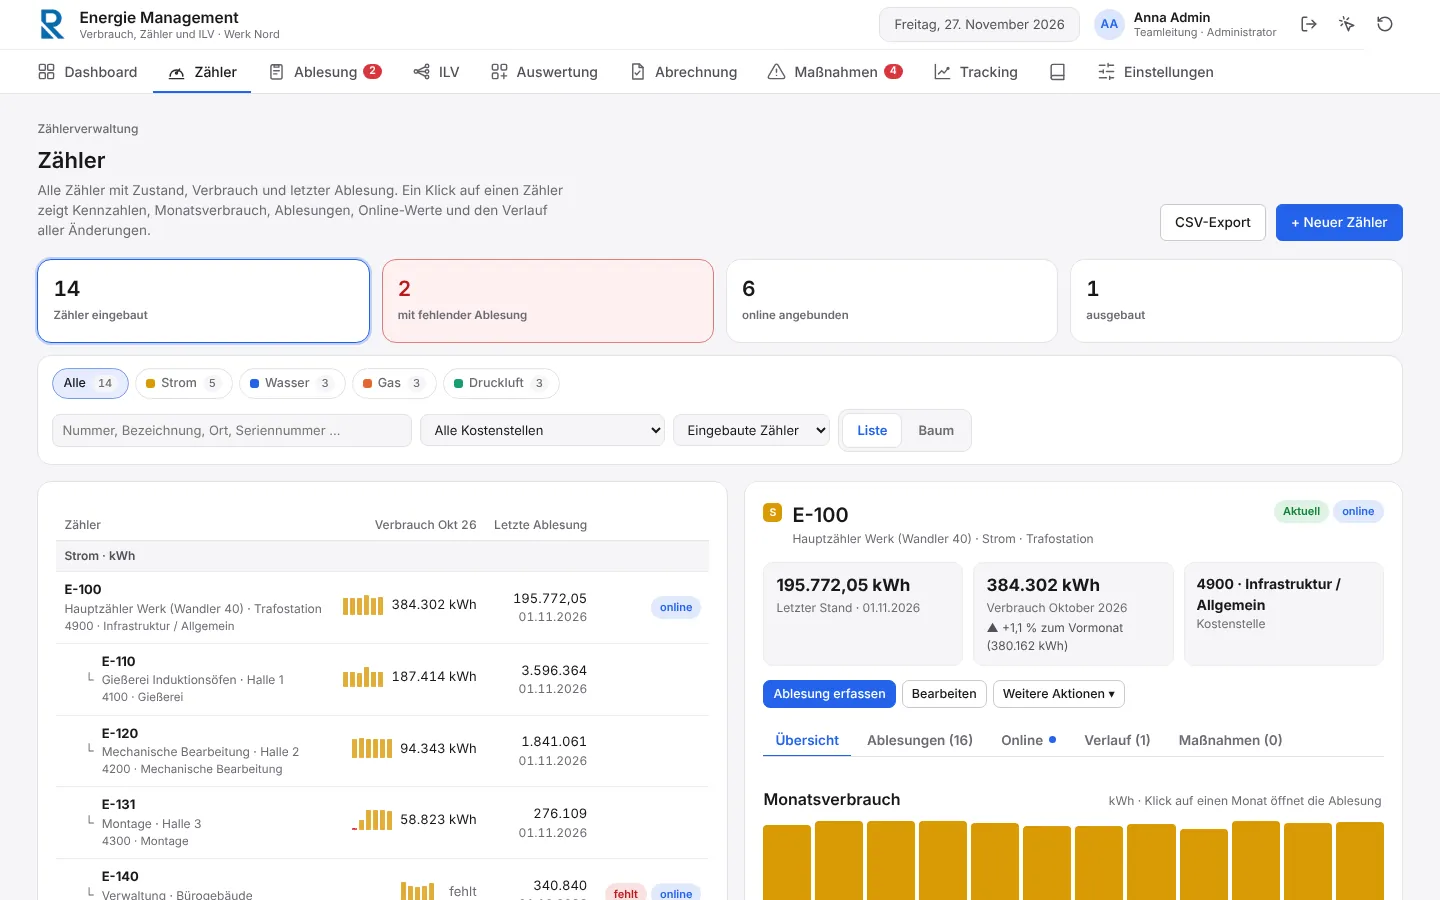 Energie Management
Verbrauch, Zähler und ILV · Werk Nord
Freitag, 27. November 2026
AA
Anna Admin
Teamleitung · Administrator
Dashboard
Zähler
Ablesung 2
ILV
Auswertung
Abrechnung
Maßnahmen 4
Tracking
Einstellungen
Zählerverwaltung
Zähler
Alle Zähler mit Zustand, Verbrauch und letzter Ablesung. Ein Klick auf einen Zähler
zeigt Kennzahlen, Monatsverbrauch, Ablesungen, Online-Werte und den Verlauf
aller Änderungen.
CSV-Export
+ Neuer Zähler
14
Zähler eingebaut
2
mit fehlender Ablesung
6
online angebunden
1
ausgebaut
Alle 14
Strom 5
Wasser 3
Gas 3
Druckluft 3
Nummer, Bezeichnung, Ort, Seriennummer ...
Alle Kostenstellen
Eingebaute Zähler
Liste
Baum
Zähler
Verbrauch Okt 26
Letzte Ablesung
Strom · kWh
E-100
Hauptzähler Werk (Wandler 40) · Trafostation
4900 · Infrastruktur / Allgemein
384.302 kWh
195.772,05
01.11.2026
online
E-110
Gießerei Induktionsöfen · Halle 1
4100 · Gießerei
187.414 kWh
3.596.364
01.11.2026
E-120
Mechanische Bearbeitung · Halle 2
4200 · Mechanische Bearbeitung
94.343 kWh
1.841.061
01.11.2026
E-131
Montage · Halle 3
4300 · Montage
58.823 kWh
276.109
01.11.2026
E-140
Verwaltung · Bürogebäude
fehlt
340.840
fehlt
online
S
E-100
Hauptzähler Werk (Wandler 40) · Strom · Trafostation
Aktuell
online
195.772,05 kWh
Letzter Stand · 01.11.2026
384.302 kWh
Verbrauch Oktober 2026
▲ +1,1 % zum Vormonat
(380.162 kWh)
4900 · Infrastruktur /
Allgemein
Kostenstelle
Ablesung erfassen
Bearbeiten
Weitere Aktionen ▾
Übersicht
Ablesungen (16)
Online
Verlauf (1)
Maßnahmen (0)
Monatsverbrauch
kWh · Klick auf einen Monat öffnet die Ablesung